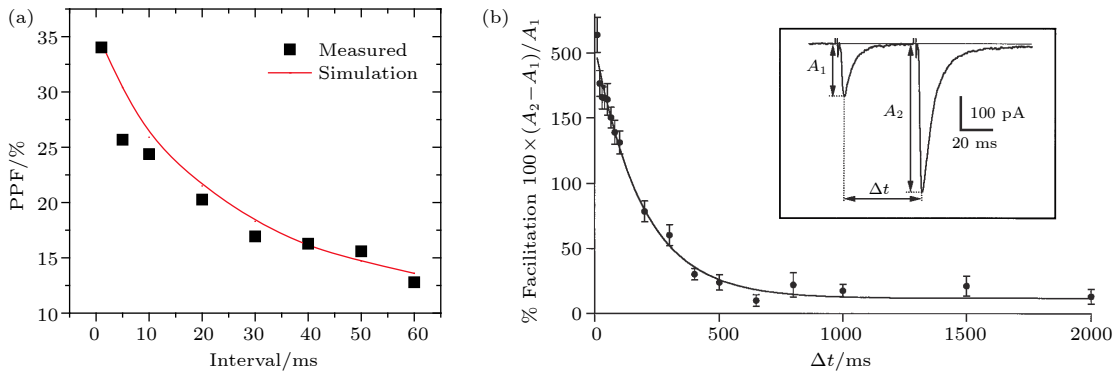 (a)
35
30
25
20
15
10
PPF/%
Measured
Simulation
0 10 20 30 40 50 60
Interval/ms
(b)
500
150
100
50
0
% Facilitation 100×(A₂−A₁)/A₁
A₁
A₂
100 pA
20 ms
Δt
0 500 1000 1500 2000
Δt/ms